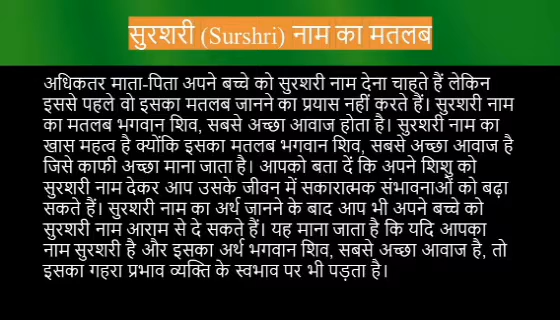 सुरशरी (Surshri) नाम का मतलब
अधिकतर माता-पिता अपने बच्चे को सुरशरी नाम देना चाहते हैं लेकिन
इससे पहले वो इसका मतलब जानने का प्रयास नहीं करते हैं। सुरशरी नाम
का मतलब भगवान शिव, सबसे अच्छा आवाज होता है। सुरशरी नाम का
खास महत्व है क्योंकि इसका मतलब भगवान शिव, सबसे अच्छा आवाज है
जिसे काफी अच्छा माना जाता है। आपको बता दें कि अपने शिशु को
सुरशरी नाम देकर आप उसके जीवन में सकारात्मक संभावनाओं को बढ़ा
सकते हैं। सुरशरी नाम का अर्थ जानने के बाद आप भी अपने बच्चे को
सुरशरी नाम आराम से दे सकते हैं। यह माना जाता है कि यदि आपका
नाम सुरशरी है और इसका अर्थ भगवान शिव, सबसे अच्छा आवाज है, तो
इसका गहरा प्रभाव व्यक्ति के स्वभाव पर भी पड़ता है।